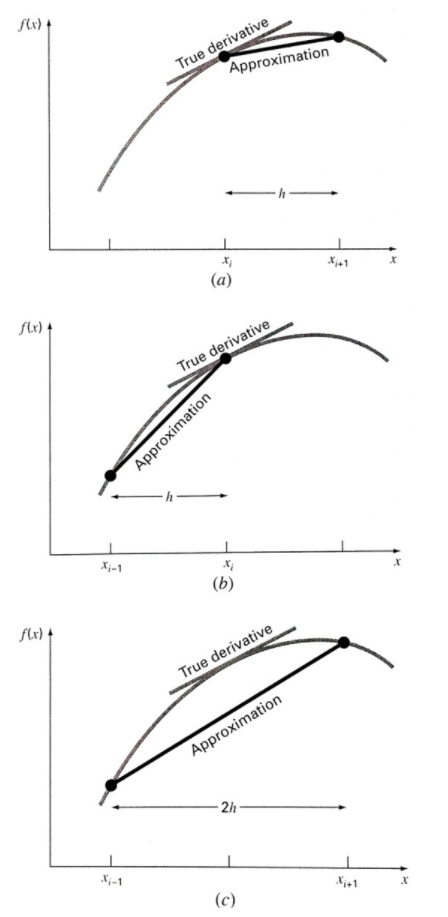 f(x)
True derivative
Approximation
h
x_i
x_{i+1}
x
(a)
f(x)
True derivative
Approximation
h
x_{i–1}
x_i
x
(b)
f(x)
True derivative
Approximation
2h
x_{i–1}
x_{i+1}
x
(c)